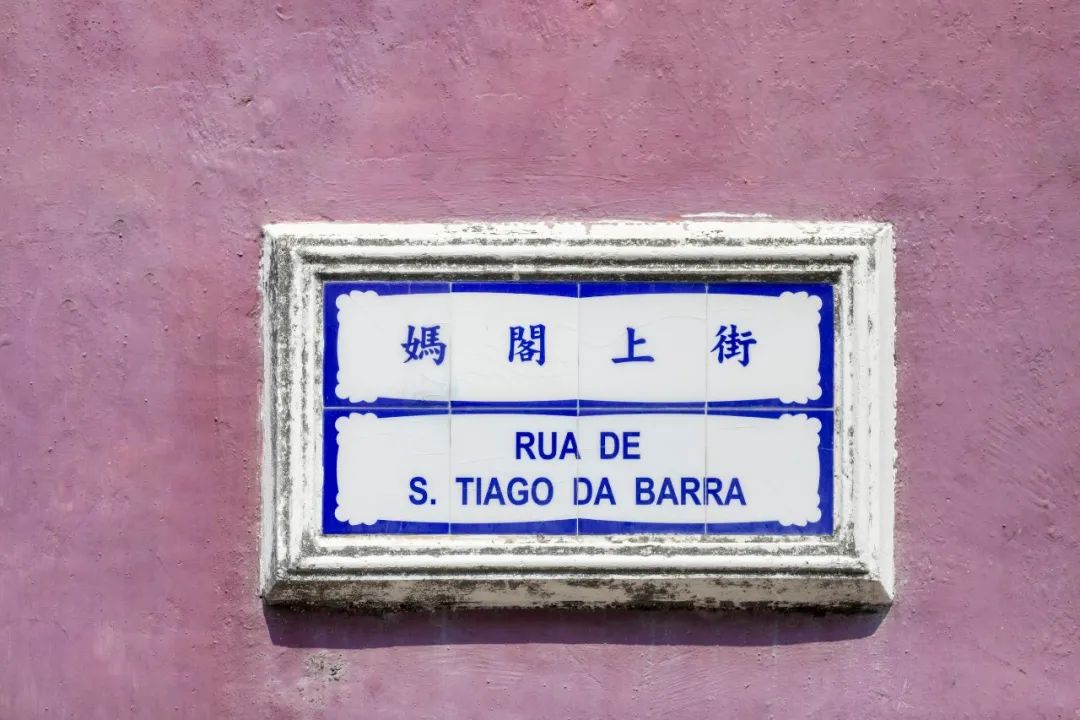 媽閣上街
RUA DE
S. TIAGO DA BARRA